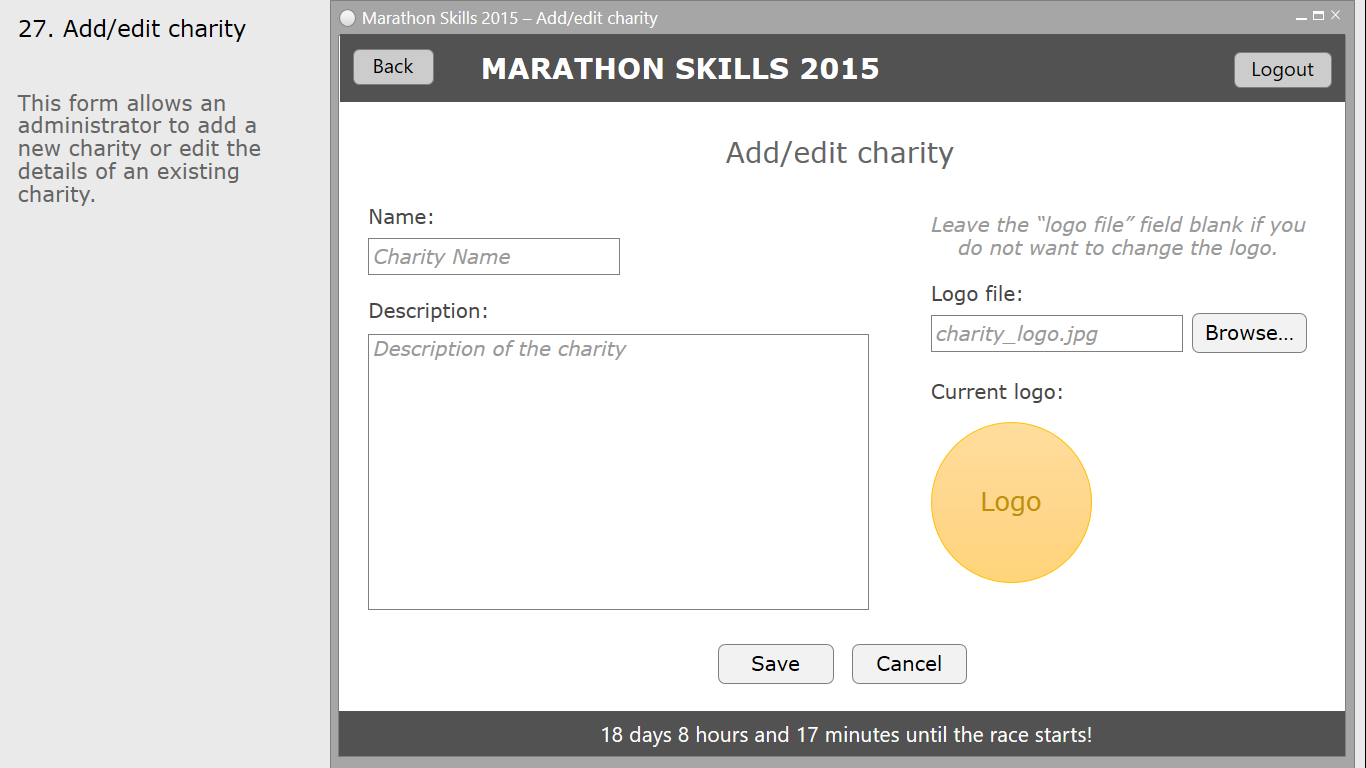 27. Add/edit charity
This form allows an
administrator to add a
new charity or edit the
details of an existing
charity.
Marathon Skills 2015 – Add/edit charity
Back
MARATHON SKILLS 2015
Logout
Add/edit charity
Name:
Charity Name
Description:
Description of the charity
Leave the “logo file” field blank if you
do not want to change the logo.
Logo file:
charity_logo.jpg
Browse...
Current logo:
Logo
Save
Cancel
18 days 8 hours and 17 minutes until the race starts!